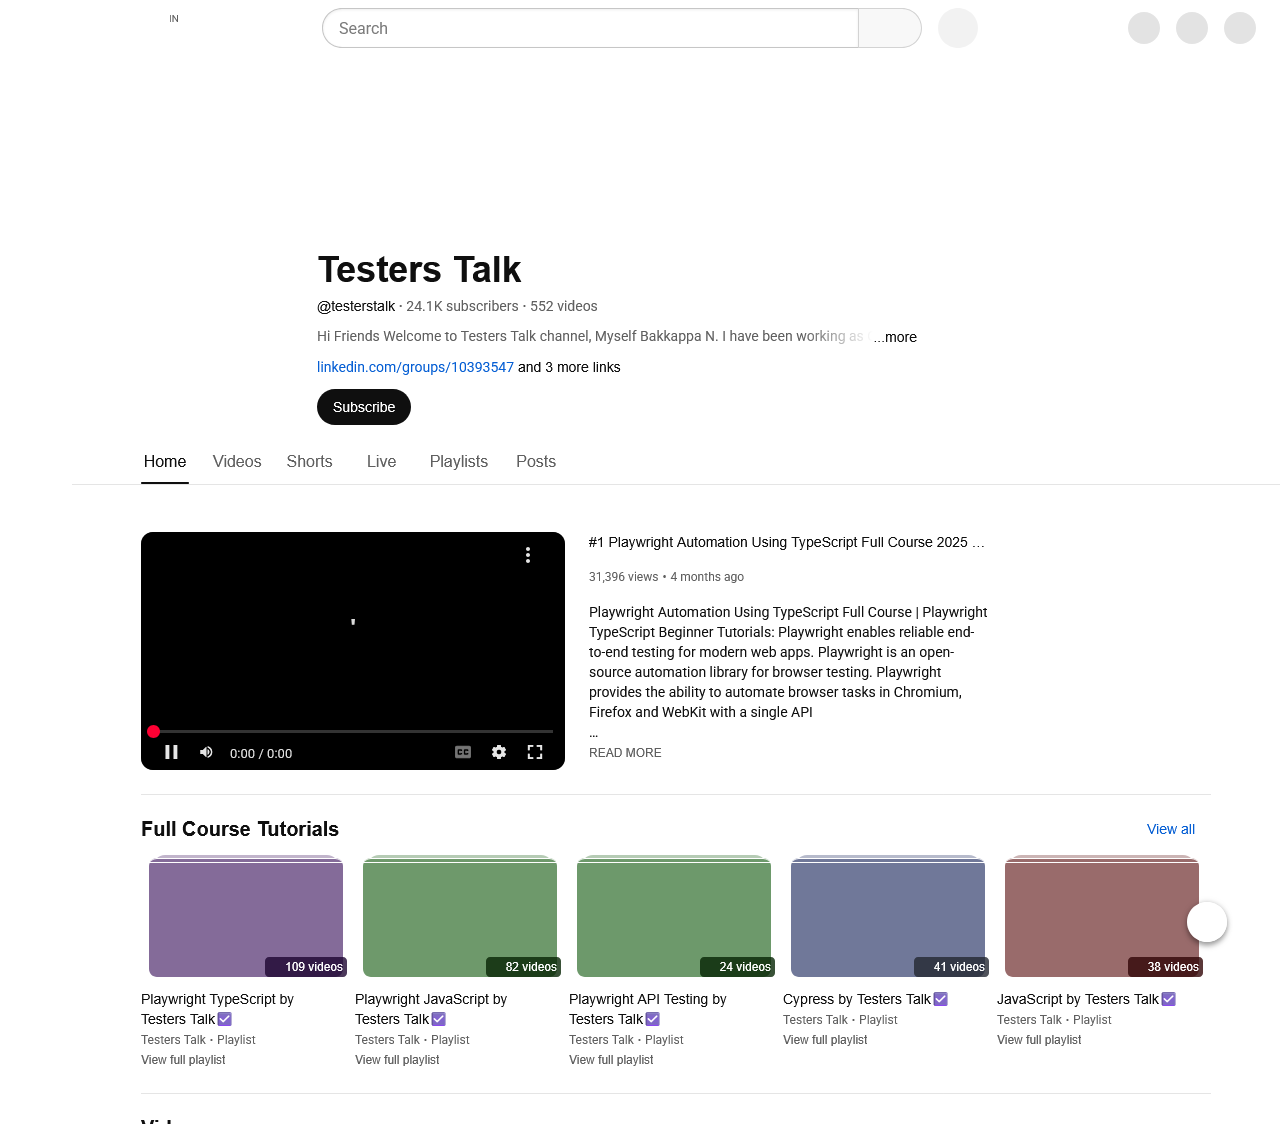 IN
Search
Testers Talk
@testerstalk · 24.1K subscribers · 552 videos
Hi Friends Welcome to Testers Talk channel, Myself Bakkappa N. I have been working as ...more
linkedin.com/groups/10393547 and 3 more links
Subscribe
Home Videos Shorts Live Playlists Posts
#1 Playwright Automation Using TypeScript Full Course 2025 ...
31,396 views • 4 months ago
Playwright Automation Using TypeScript Full Course | Playwright
TypeScript Beginner Tutorials: Playwright enables reliable end-
to-end testing for modern web apps. Playwright is an open-
source automation library for browser testing. Playwright
provides the ability to automate browser tasks in Chromium,
Firefox and WebKit with a single API
...
READ MORE
0:00 / 0:00
CC
Full Course Tutorials
View all
109 videos
82 videos
24 videos
41 videos
38 videos
Playwright TypeScript by
Testers Talk☑
Testers Talk · Playlist
View full playlist
Playwright JavaScript by
Testers Talk☑
Testers Talk · Playlist
View full playlist
Playwright API Testing by
Testers Talk☑
Testers Talk · Playlist
View full playlist
Cypress by Testers Talk☑
Testers Talk · Playlist
View full playlist
JavaScript by Testers Talk☑
Testers Talk · Playlist
View full playlist